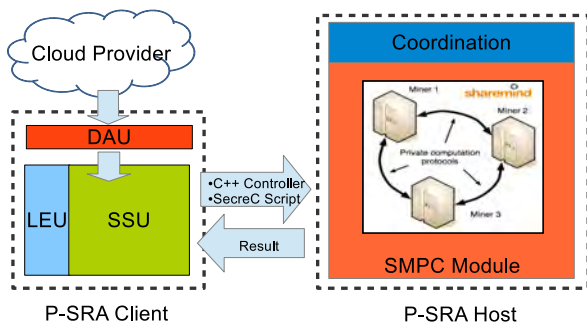 Cloud Provider
DAU
LEU
SSU
•C++ Controller
•SecreC Script
Result
P-SRA Client
Coordination
sharemind
Miner 1
Miner 2
Private computation
protocols
Miner 3
SMPC Module
P-SRA Host